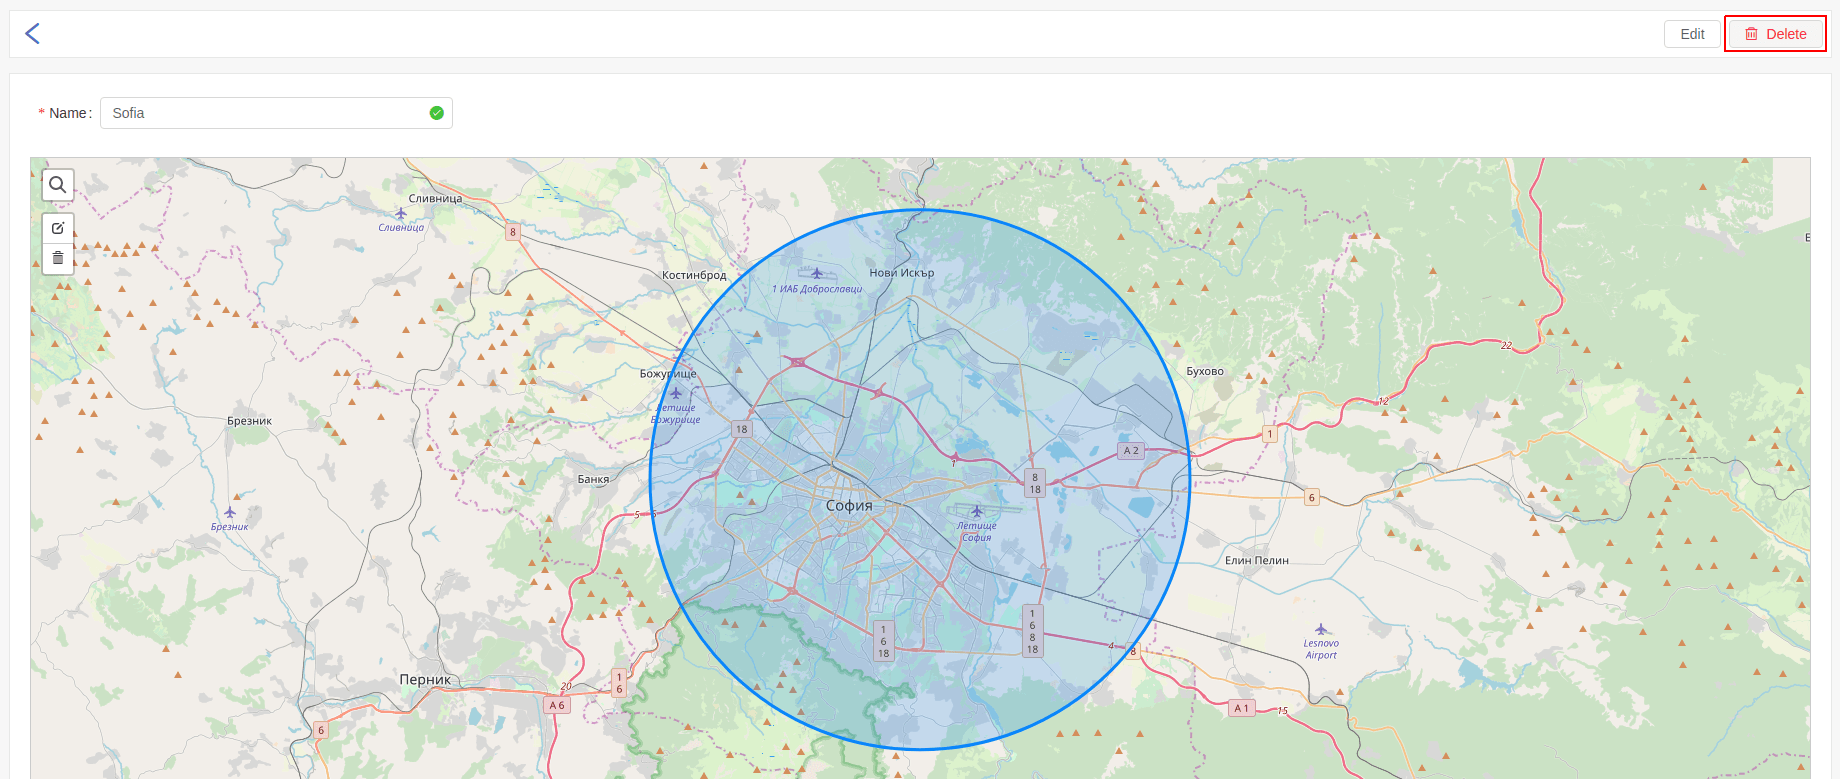 Edit
Delete
* Name:
Sofia
Сливница
Сливница
8
Костинброд
Нови Искър
1 ИАБ Доброславци
22
Божурище
Бухово
Летище
Божурище
12
Брезник
18
1
A 2
1
Банкя
8
18
6
София
5
6
Брезник
Летище
София
Елин Пелин
1
6
8
18
1
6
18
4
8
Lesnovo
Airport
Перник
1
6
20
A 6
A 1
15
6